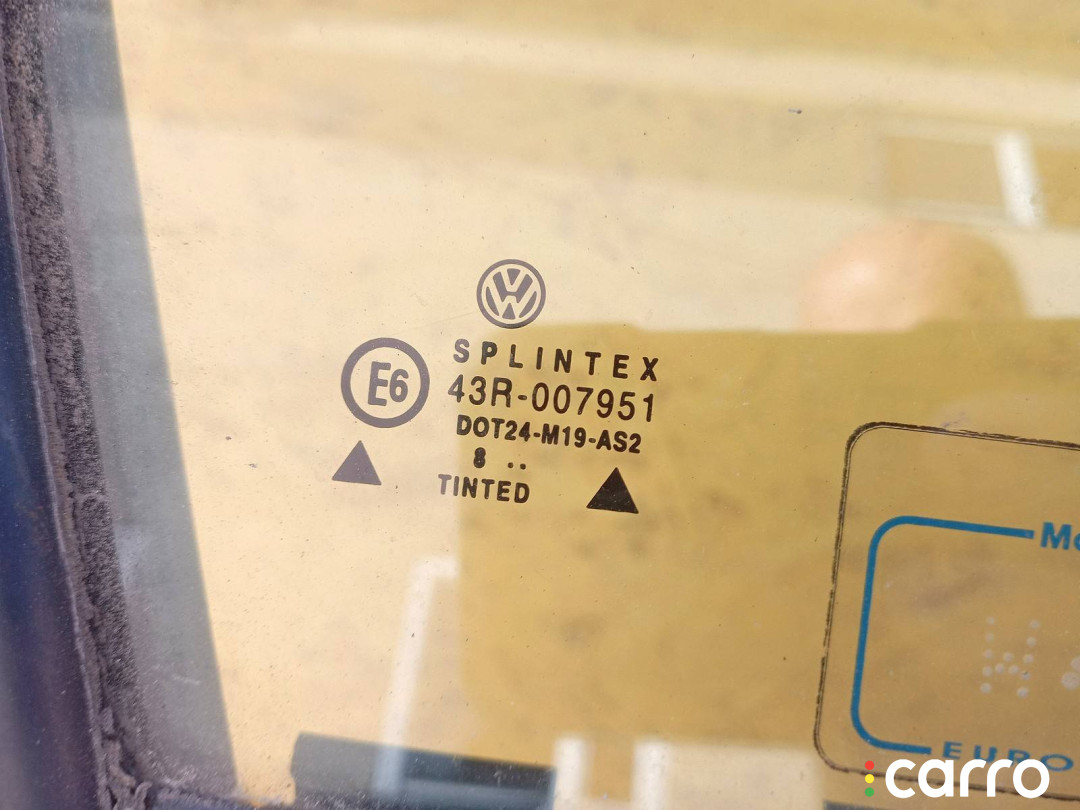 SPLINTEX
E6
43R-007951
DOT24-M19-AS2
8 ..
TINTED
carro